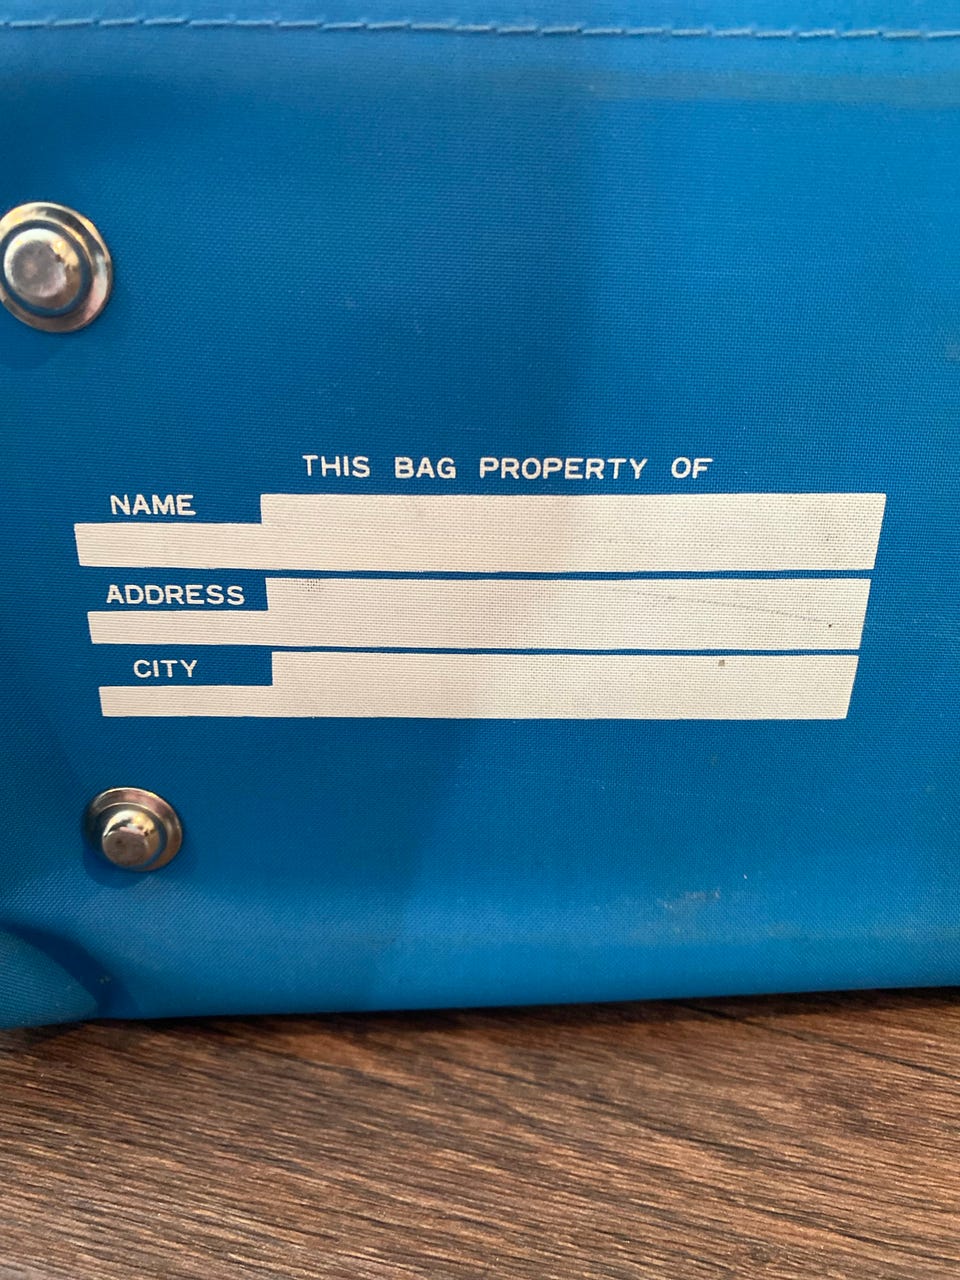 THIS BAG PROPERTY OF
NAME
ADDRESS
CITY